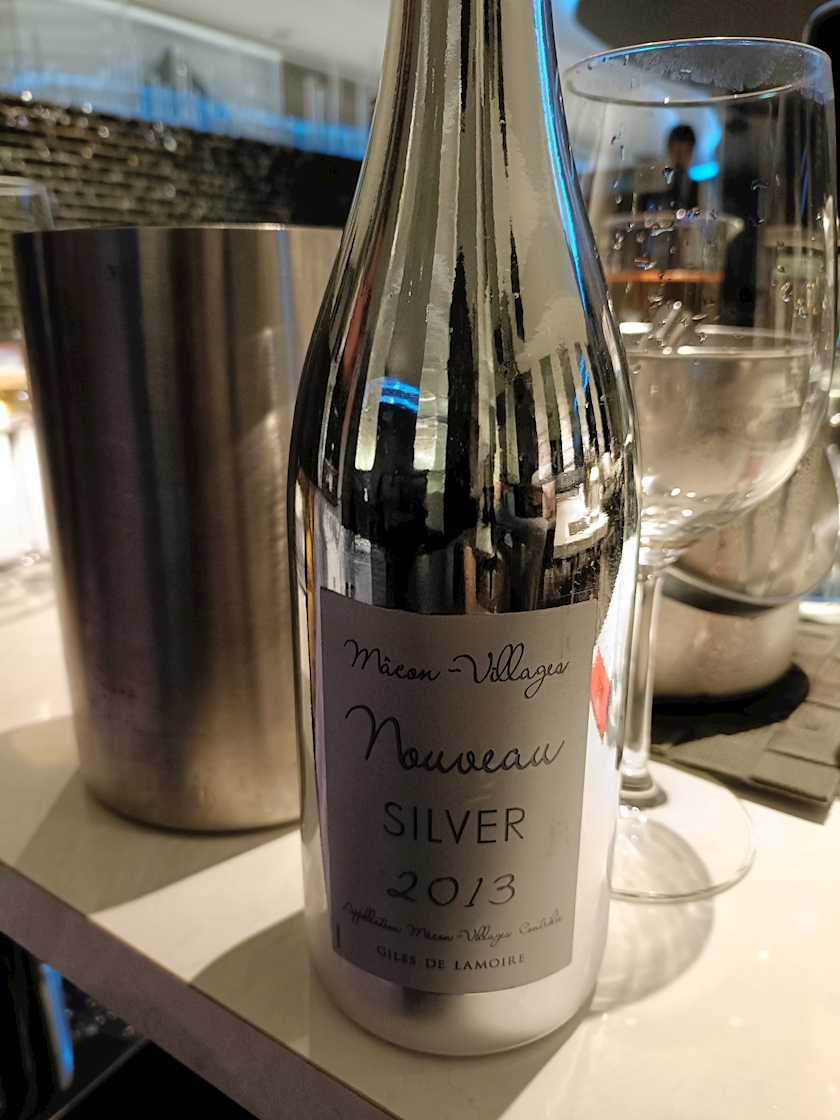 Mâcon-Villages
Nouveau
SILVER
2013
Appellation Mâcon-Villages Contrôlée
GILES DE LAMOIRE